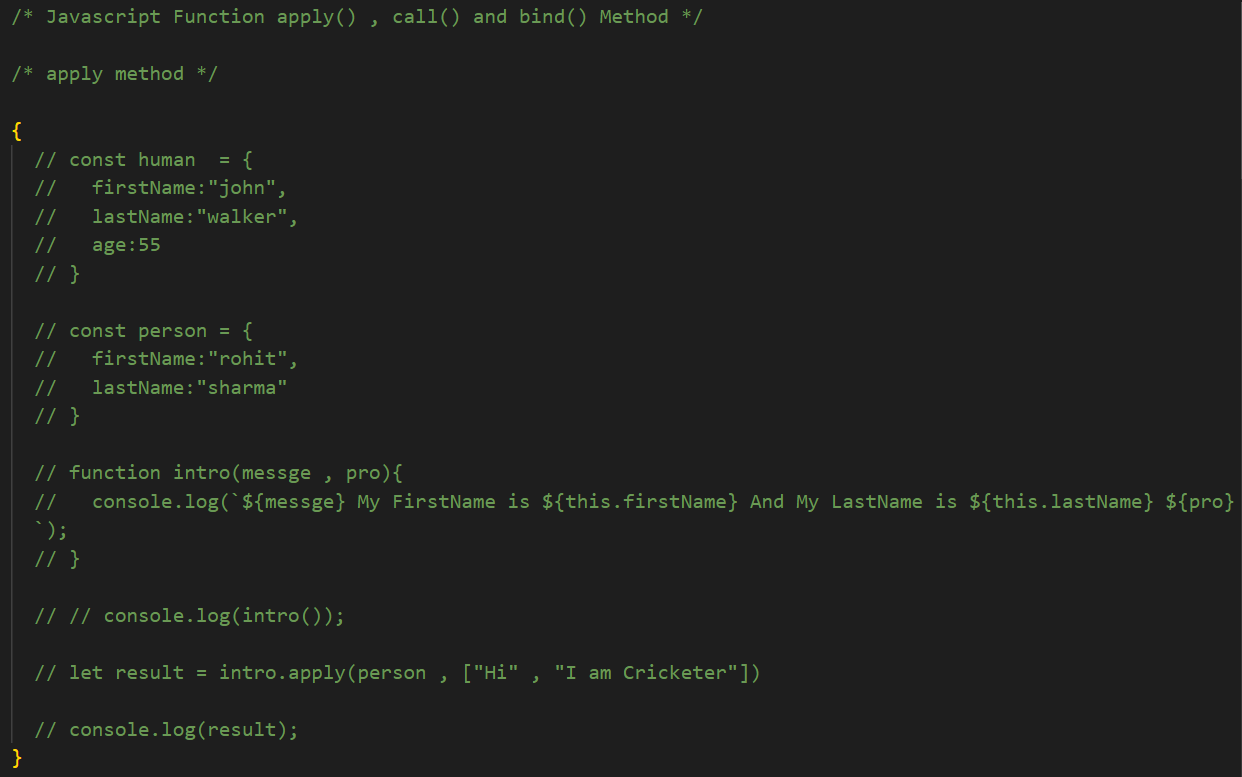 /* Javascript Function apply() , call() and bind() Method */
/* apply method */
{
// const human  = {
//   firstName:"john",
//   lastName:"walker",
//   age:55
// }
// const person = {
//   firstName:"rohit",
//   lastName:"sharma"
// }
// function intro(messge , pro){
//   console.log(`${messge} My FirstName is ${this.firstName} And My LastName is ${this.lastName} ${pro}
`);
// }
// // console.log(intro());
// let result = intro.apply(person , ["Hi" , "I am Cricketer"])
// console.log(result);
}